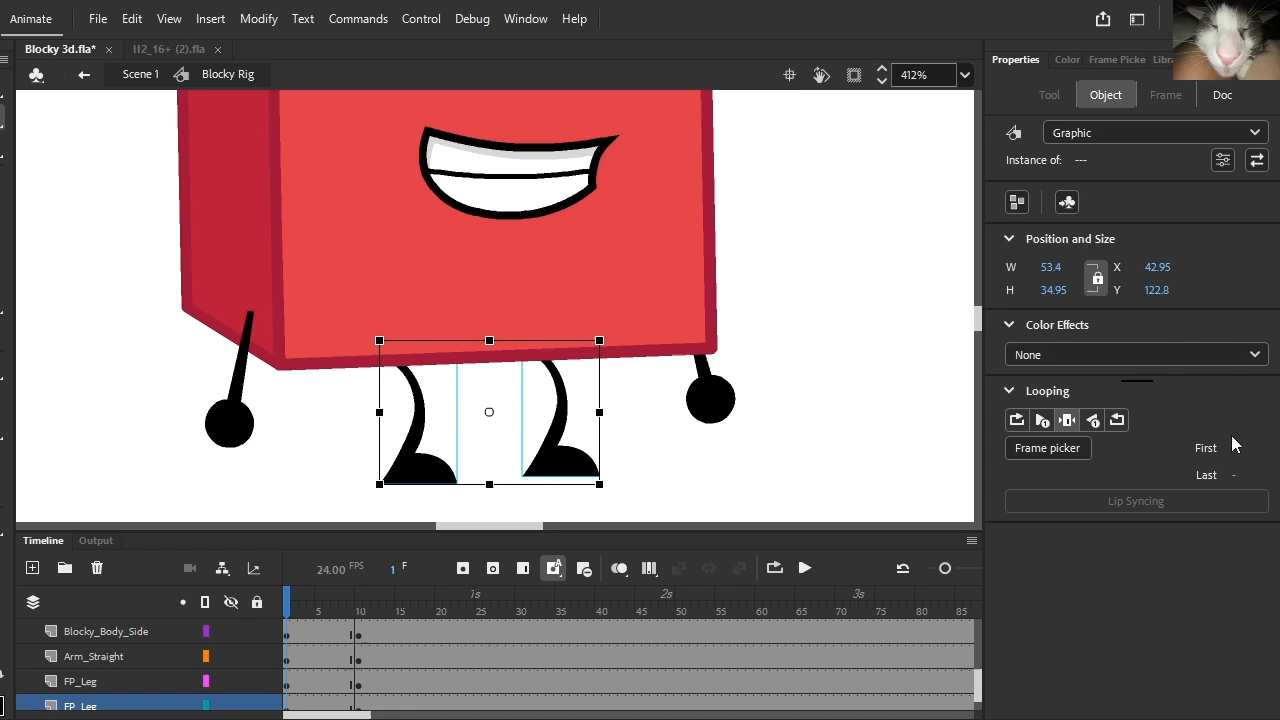 Animate File Edit View Insert Modify Text Commands Control Debug Window Help
Blocky 3d.fla* × II2_16+ (2).fla ×
Scene 1 Blocky Rig 412%
Properties Color Frame Picke Libra
Tool Object Frame Doc
Graphic
Instance of: ---
Position and Size
W 53.4 X 42.95
H 34.95 Y 122.8
Color Effects
None
Looping
Frame picker First
Last -
Lip Syncing
Timeline Output
24.00 FPS 1 F
1s 2s 3s
5 10 15 20 25 30 35 40 45 50 55 60 65 70 75 80 85
Blocky_Body_Side
Arm_Straight
FP_Leg
FP_Leg